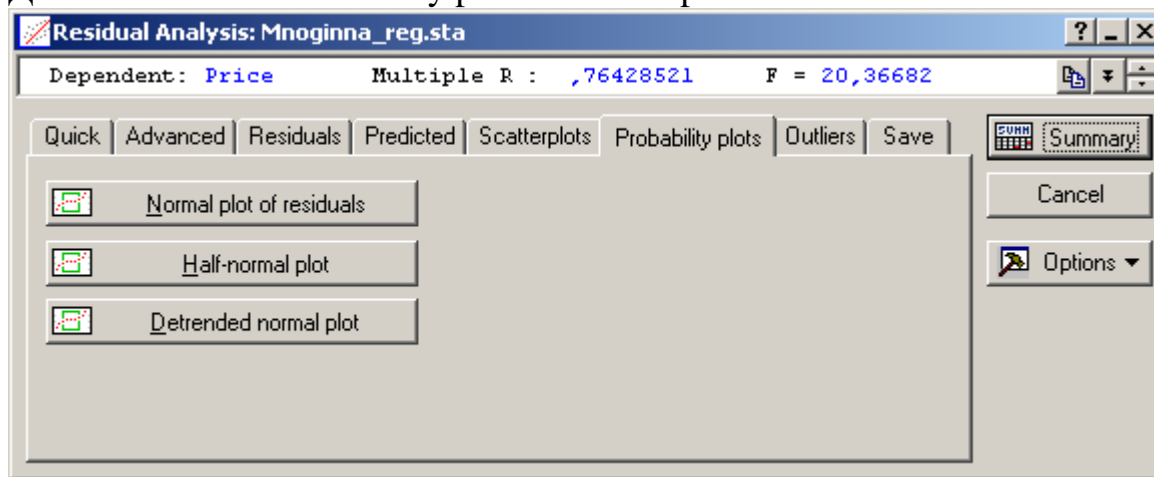 Residual Analysis: Mnoginna_reg.sta
Dependent: Price Multiple R : ,76428521 F = 20,36682
Quick Advanced Residuals Predicted Scatterplots Probability plots Outliers Save
Summary
Normal plot of residuals
Cancel
Half-normal plot
Options
Detrended normal plot